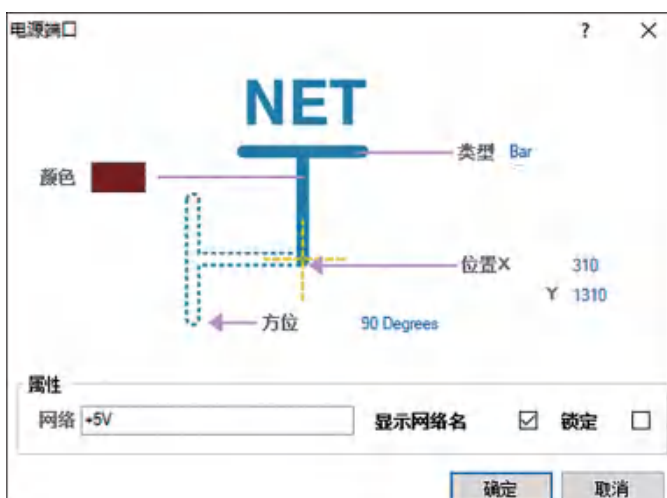 电源端口 ? ×
NET
类型 Bar
颜色
位置X 310
Y 1310
方位 90 Degrees
属性
网络 +5V 显示网络名 锁定
确定 取消